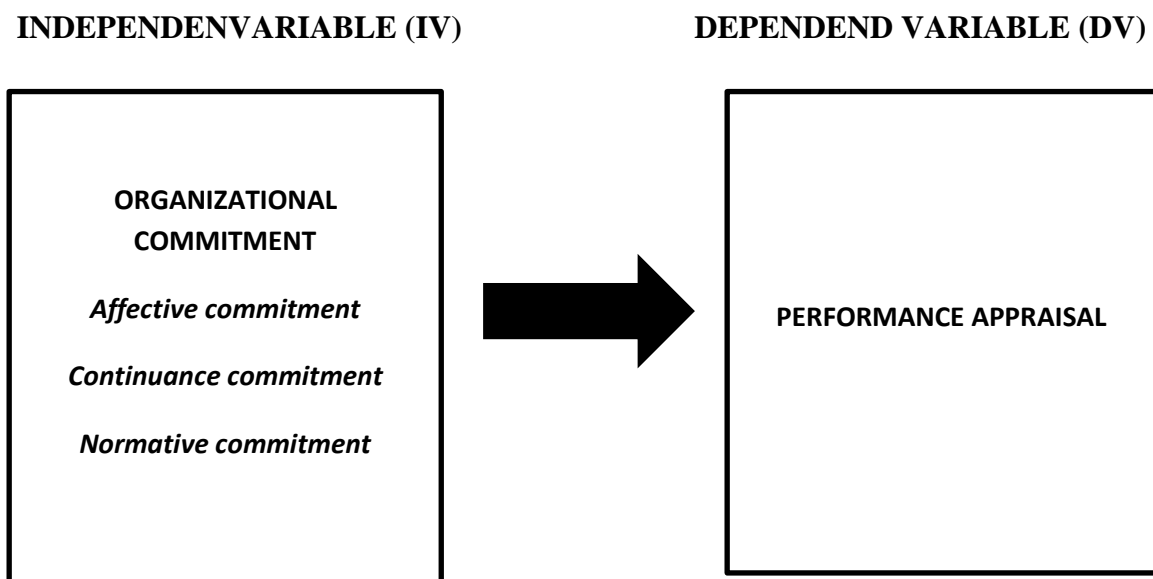 INDEPENDENVARIABLE (IV)
DEPENDEND VARIABLE (DV)
ORGANIZATIONAL
COMMITMENT
Affective commitment
Continuance commitment
Normative commitment
PERFORMANCE APPRAISAL